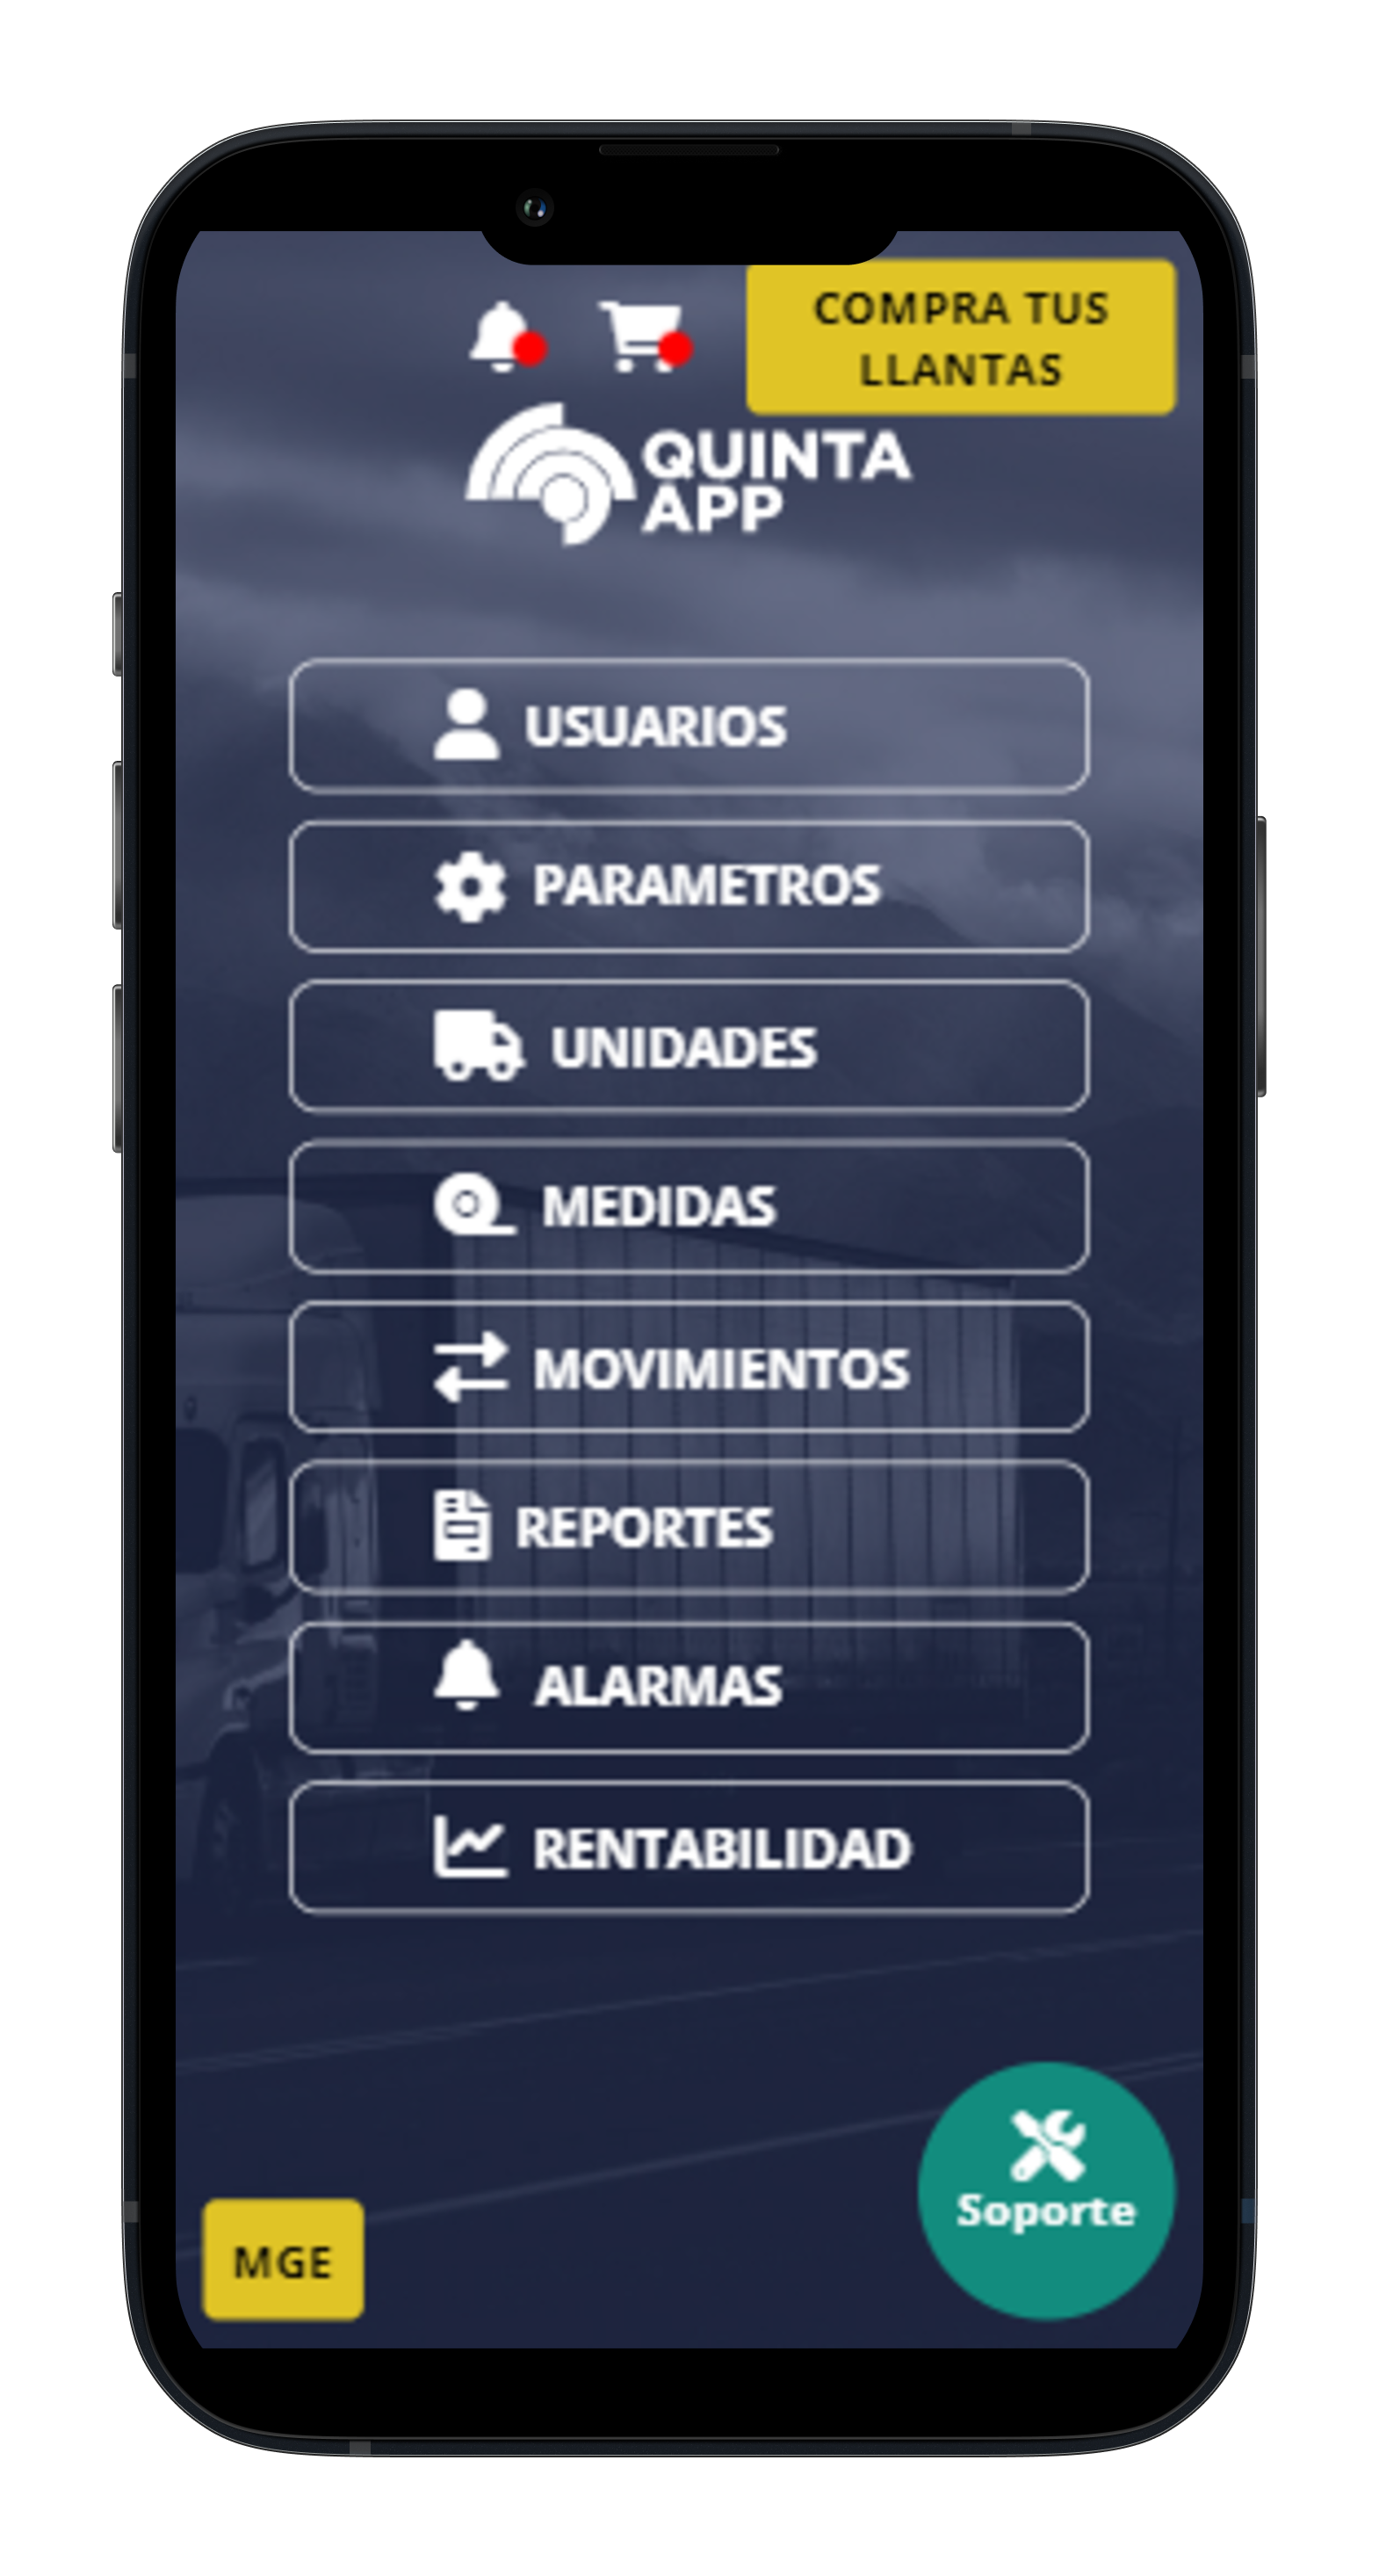 COMPRA TUS
LLANTAS
QUINTA
APP
USUARIOS
PARAMETROS
UNIDADES
MEDIDAS
MOVIMIENTOS
REPORTES
ALARMAS
RENTABILIDAD
Soporte
MGE